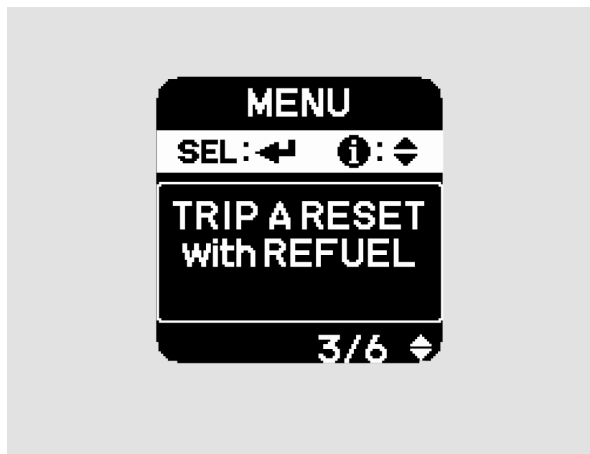 MENU
SEL:↵ i:◆
TRIP A RESET
with REFUEL
3/6